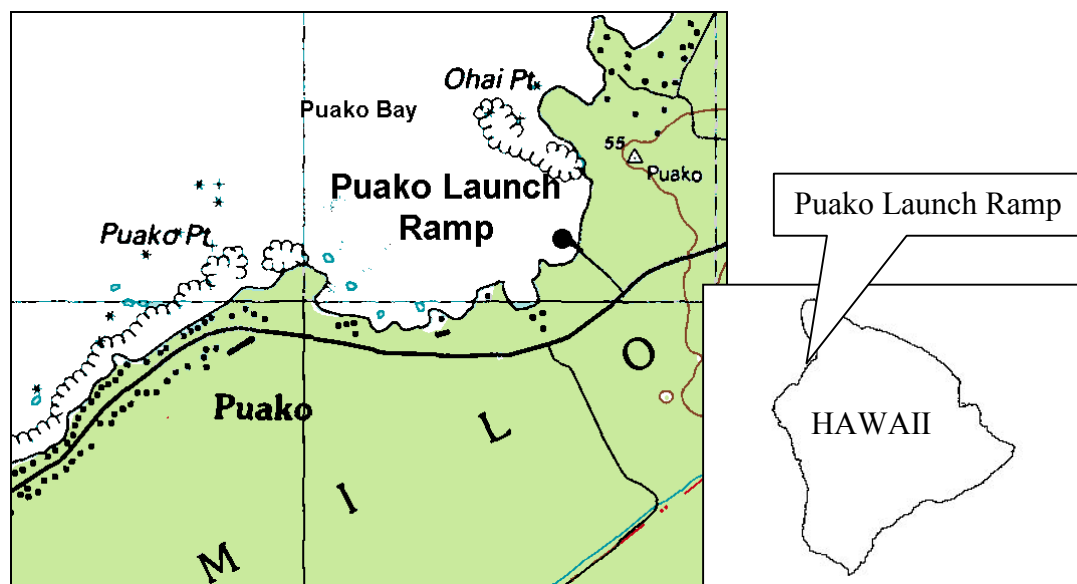 Ohai Pt.
Puako Bay
55
Puako
Puako Launch
Ramp
Puako Pt.
Puako Launch Ramp
O
HAWAII
Puako
L
I
M